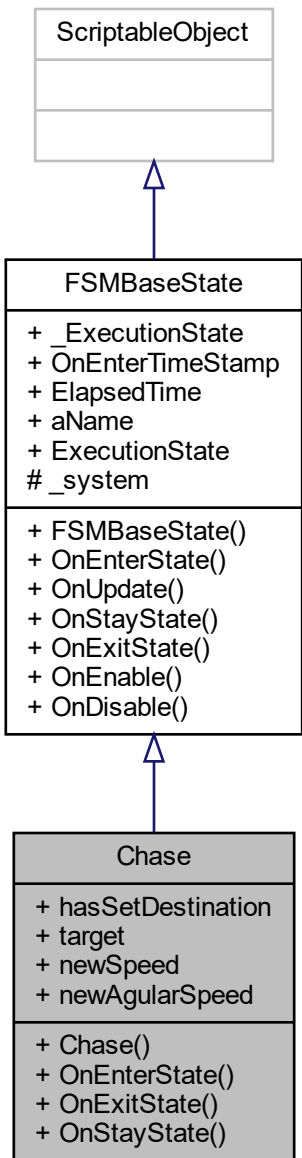 ScriptableObject
FSMBaseState
+ _ExecutionState
+ OnEnterTimeStamp
+ ElapsedTime
+ aName
+ ExecutionState
# _system
+ FSMBaseState()
+ OnEnterState()
+ OnUpdate()
+ OnStayState()
+ OnExitState()
+ OnEnable()
+ OnDisable()
Chase
+ hasSetDestination
+ target
+ newSpeed
+ newAgularSpeed
+ Chase()
+ OnEnterState()
+ OnExitState()
+ OnStayState()